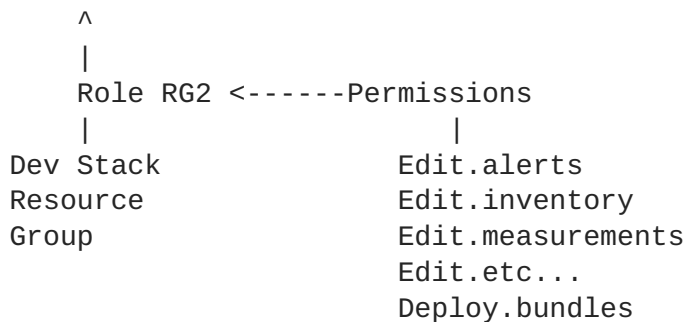 ^
|
Role RG2 <------Permissions
| |
Dev Stack Edit.alerts
Resource Edit.inventory
Group Edit.measurements
Edit.etc...
Deploy.bundles